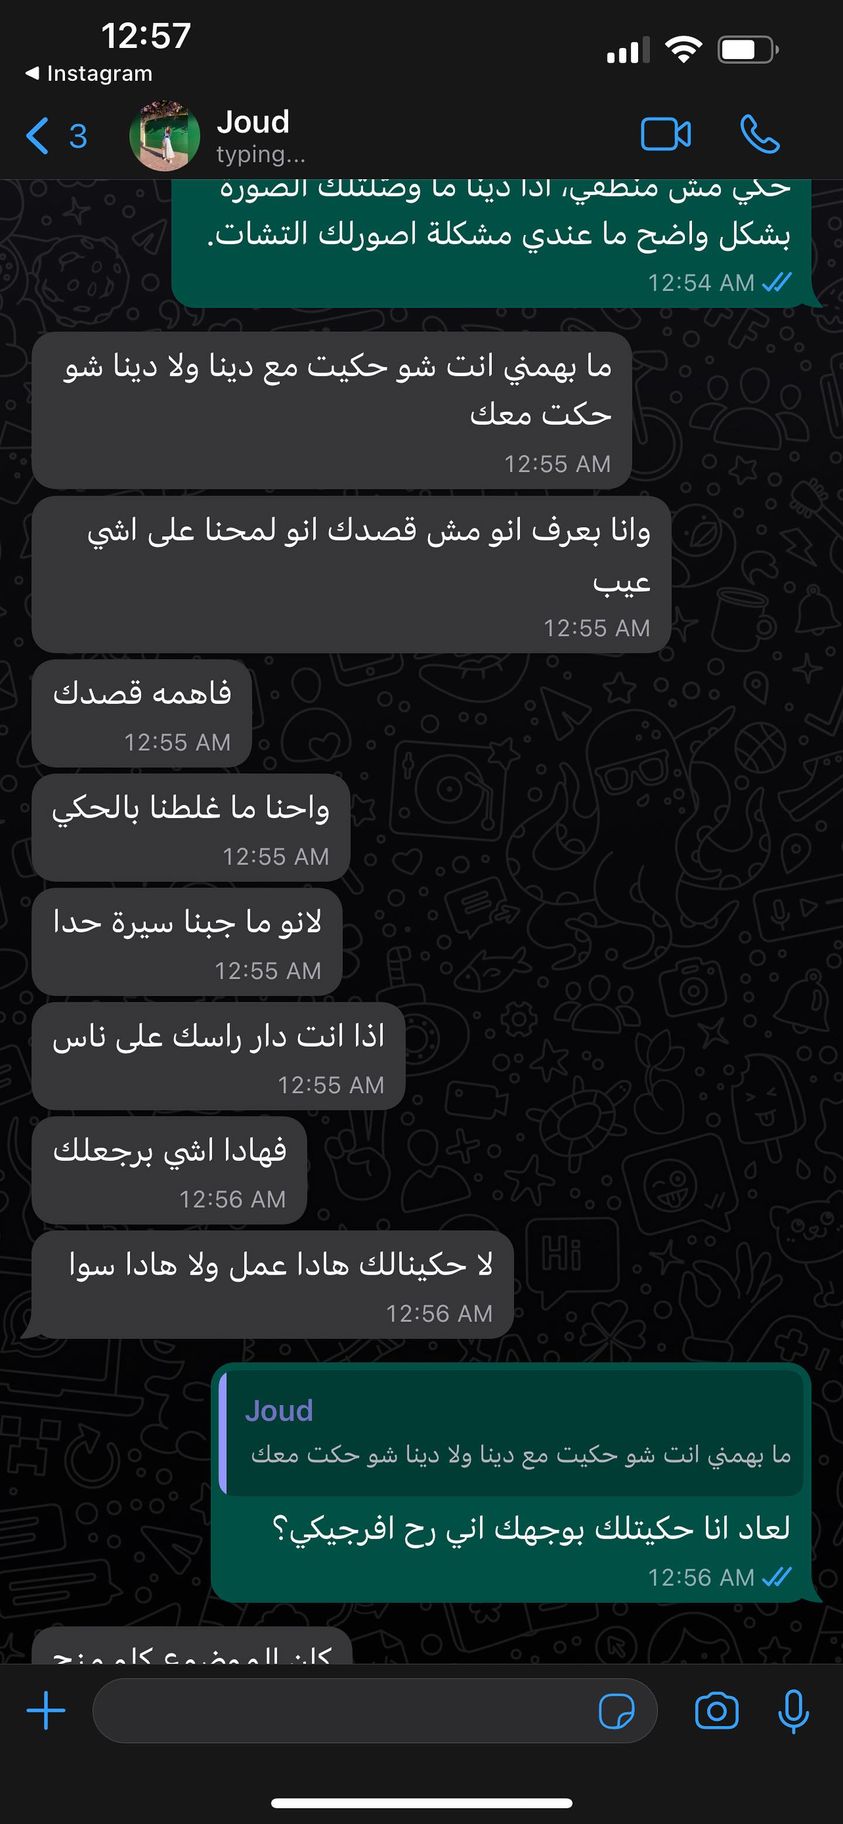 12:57
◀ Instagram
3
Joud
typing...
حكي مش منطقي، اذا دينا ما وصلتلك الصورة
بشكل واضح ما عندي مشكلة اصورلك التشات.
12:54 AM
ما بهمني انت شو حكيت مع دينا ولا دينا شو
حكت معك
12:55 AM
وانا بعرف انو مش قصدك انو لمحنا على اشي
عيب
12:55 AM
فاهمه قصدك
12:55 AM
واحنا ما غلطنا بالحكي
12:55 AM
لانو ما جبنا سيرة حدا
12:55 AM
اذا انت دار راسك على ناس
12:55 AM
فهادا اشي برجعلك
12:56 AM
لا حكينالك هادا عمل ولا هادا سوا
12:56 AM
Joud
ما بهمني انت شو حكيت مع دينا ولا دينا شو حكت معك
لعاد انا حكيتلك بوجهك اني رح افرجيكي؟
12:56 AM
كان الموضوع كلو مزح
Hi